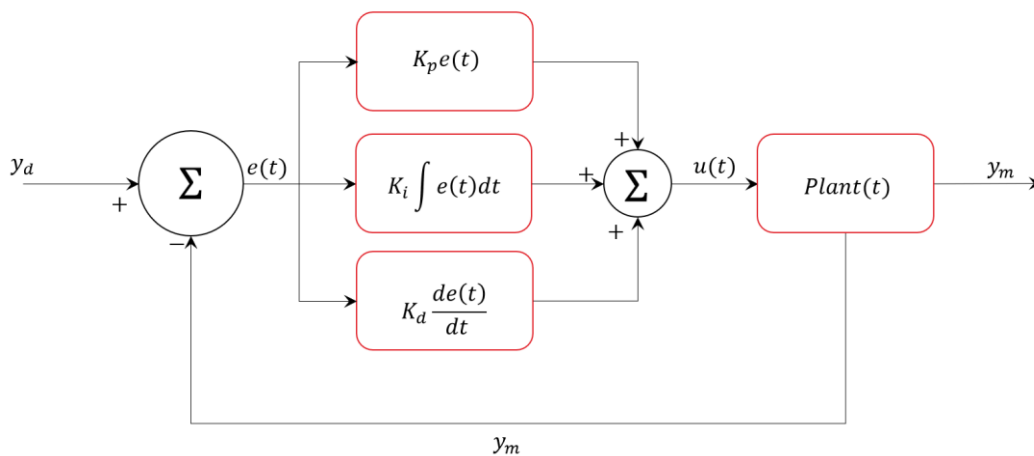 K_p e(t)
y_d
+
Σ
−
e(t)
K_i ∫ e(t)dt
+
+
+
Σ
u(t)
Plant(t)
y_m
K_d de(t)/dt
y_m